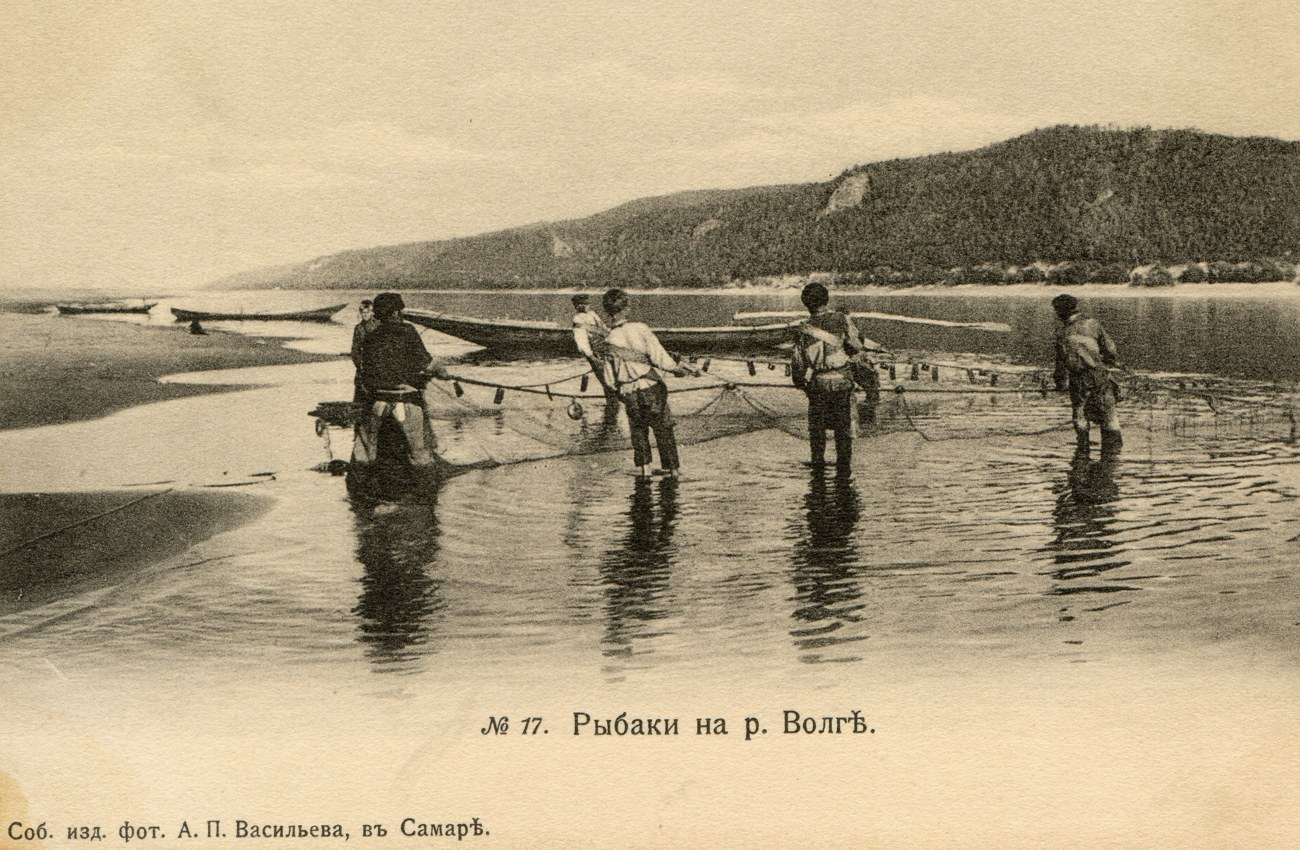 № 17. Рыбаки на р. Волгѣ.
Соб. изд. фот. А. П. Васильева, въ Самарѣ.